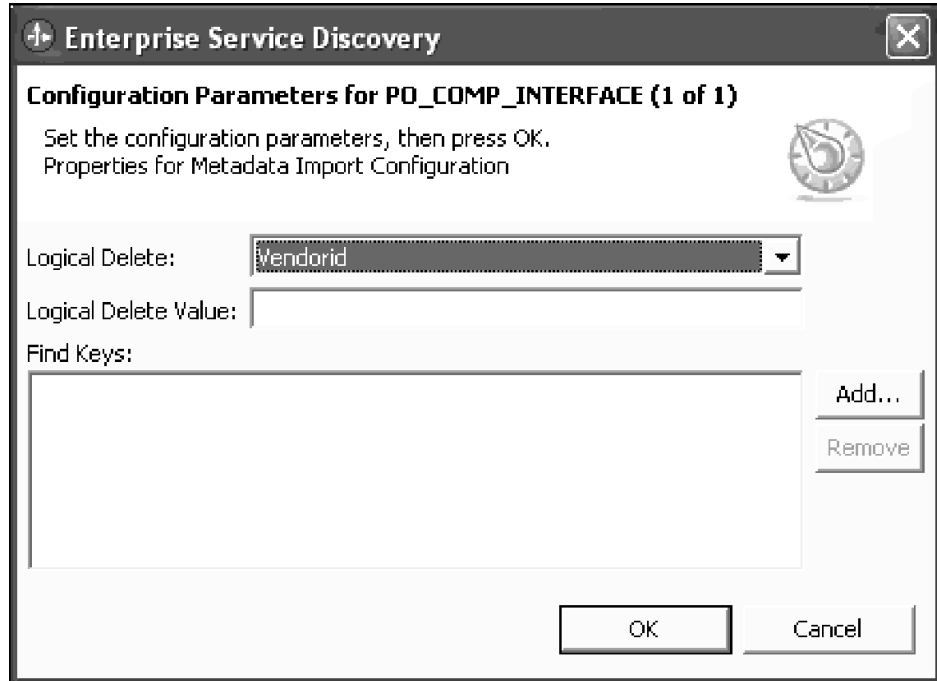 Enterprise Service Discovery
Configuration Parameters for PO_COMP_INTERFACE (1 of 1)
Set the configuration parameters, then press OK.
Properties for Metadata Import Configuration
Logical Delete: Vendorid
Logical Delete Value:
Find Keys:
Add...
Remove
OK Cancel